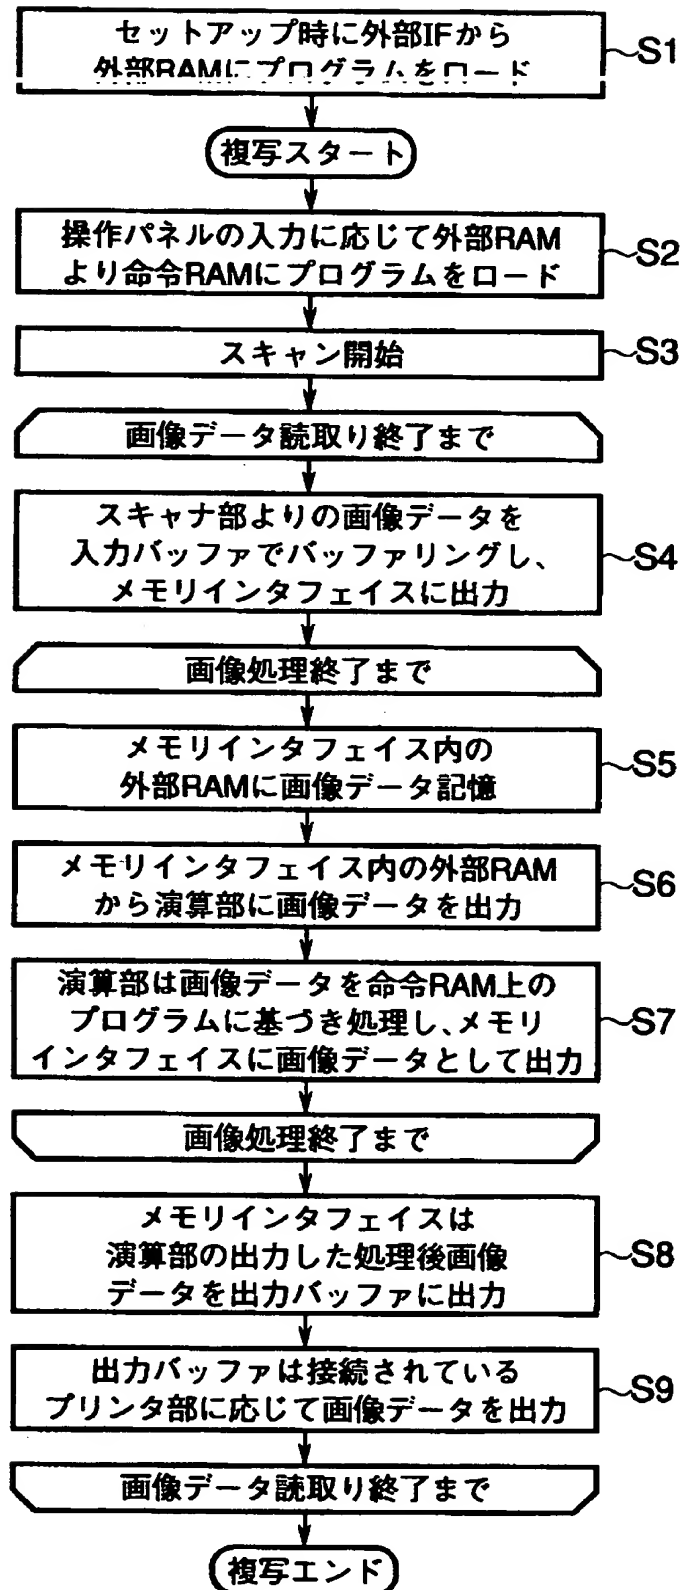 セットアップ時に外部IFから
外部RAMにプログラムをロード
S1
複写スタート
操作パネルの入力に応じて外部RAM
より命令RAMにプログラムをロード
S2
スキャン開始
S3
画像データ読取り終了まで
スキャナ部よりの画像データを
入力バッファでバッファリングし、
メモリインタフェイスに出力
S4
画像処理終了まで
メモリインタフェイス内の
外部RAMに画像データ記憶
S5
メモリインタフェイス内の外部RAM
から演算部に画像データを出力
S6
演算部は画像データを命令RAM上の
プログラムに基づき処理し、メモリ
インタフェイスに画像データとして出力
S7
画像処理終了まで
メモリインタフェイスは
演算部の出力した処理後画像
データを出力バッファに出力
S8
出力バッファは接続されている
プリンタ部に応じて画像データを出力
S9
画像データ読取り終了まで
複写エンド